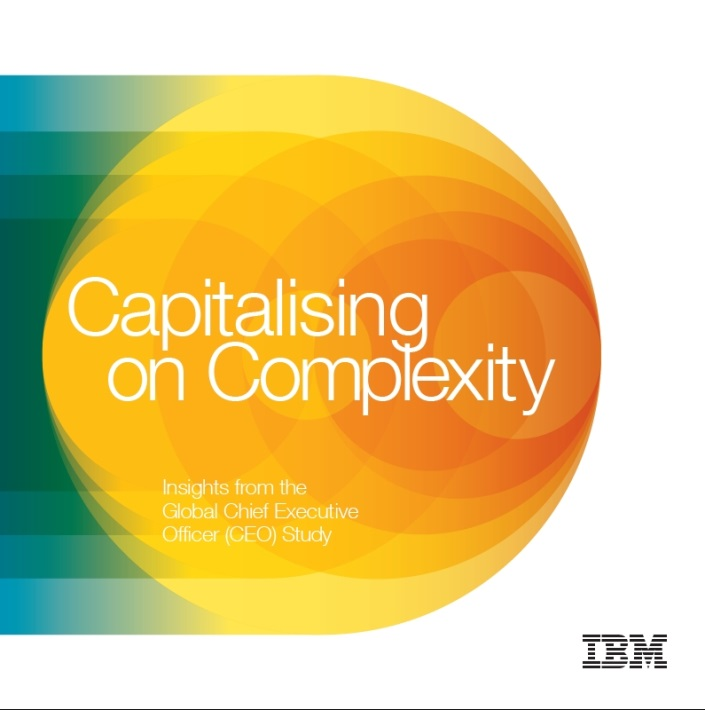 Capitalising
on Complexity
Insights from the
Global Chief Executive
Officer (CEO) Study
IBM